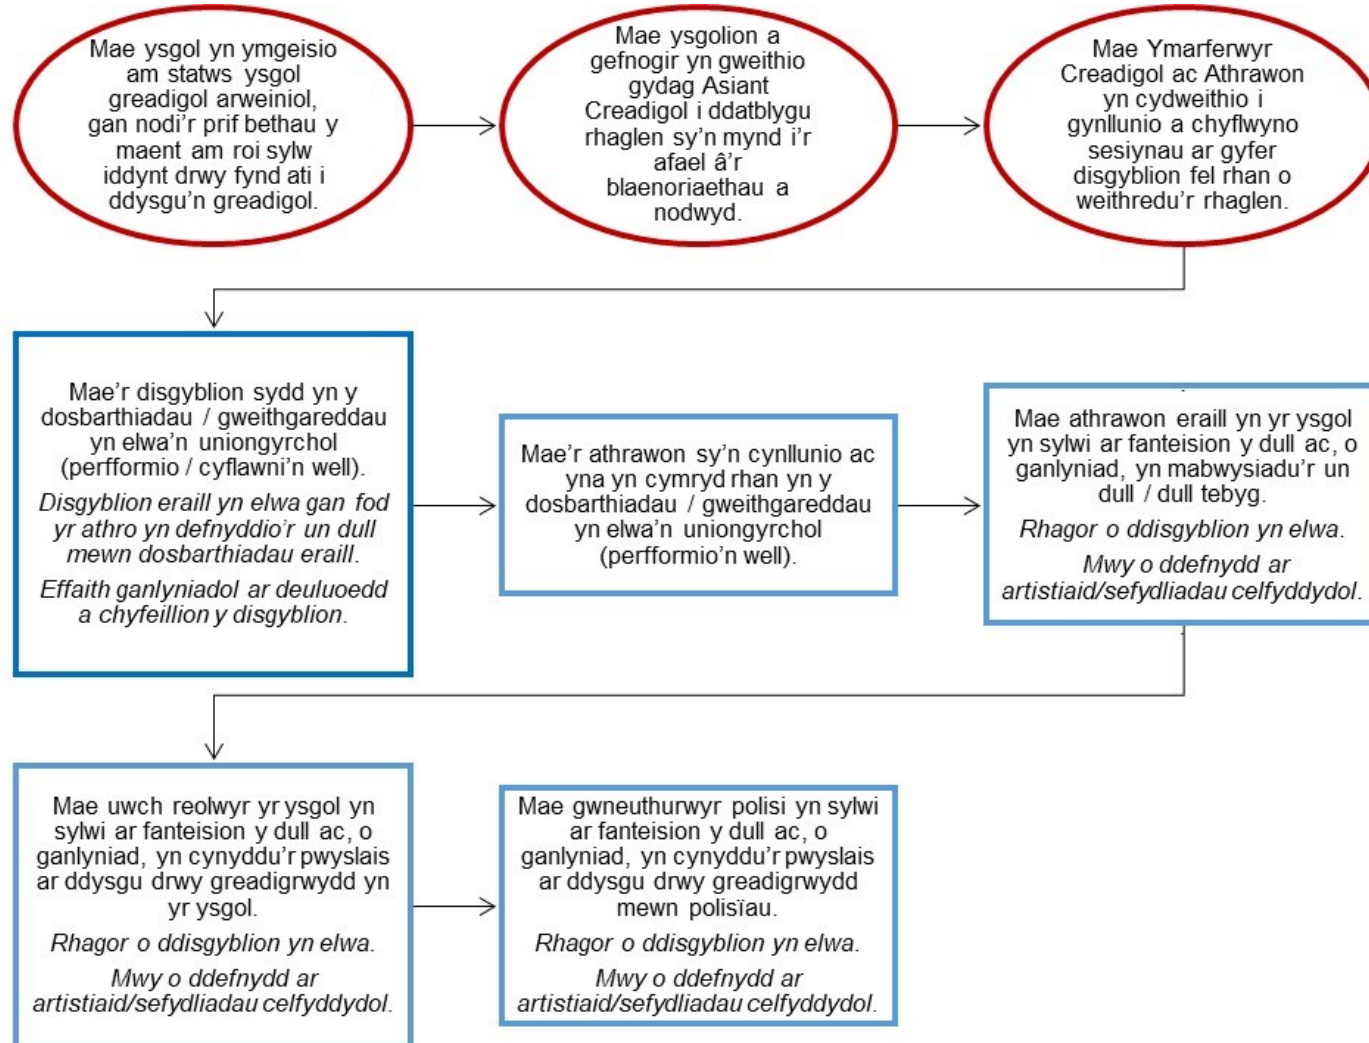 Mae ysgol yn ymgeisio
am statws ysgol
greadigol arweiniol,
gan nodi'r prif bethau y
maent am roi sylw
iddynt drwy fynd ati i
ddysgu'n greadigol.
Mae ysgolion a
gefnogir yn gweithio
gydag Asiant
Creadigol i ddatblygu
rhaglen sy'n mynd i'r
afael â'r
blaenoriaethau a
nodwyd.
Mae Ymarferwyr
Creadigol ac Athrawon
yn cydweithio i
gynllunio a chyflwyno
sesiynau ar gyfer
disgyblion fel rhan o
weithredu'r rhaglen.
Mae'r disgyblion sydd yn y
dosbarthiadau / gweithgareddau
yn elwa'n uniongyrchol
(perfformio / cyflawni'n well).
Disgyblion eraill yn elwa gan fod
yr athro yn defnyddio'r un dull
mewn dosbarthiadau eraill.
Effaith ganlyniadol ar deuluoedd
a chyfeillion y disgyblion.
Mae'r athrawon sy'n cynllunio ac
yna yn cymryd rhan yn y
dosbarthiadau / gweithgareddau
yn elwa'n uniongyrchol
(perfformio'n well).
Mae athrawon eraill yn yr ysgol
yn sylwi ar fanteision y dull ac, o
ganlyniad, yn mabwysiadu'r un
dull / dull tebyg.
Rhagor o ddisgyblion yn elwa.
Mwy o ddefnydd ar
artistiaid/sefydliadau celfyddydol.
Mae uwch reolwyr yr ysgol yn
sylwi ar fanteision y dull ac, o
ganlyniad, yn cynyddu'r pwyslais
ar ddysgu drwy greadigrwydd yn
yr ysgol.
Rhagor o ddisgyblion yn elwa.
Mwy o ddefnydd ar
artistiaid/sefydliadau celfyddydol.
Mae gwneuthurwyr polisi yn sylwi
ar fanteision y dull ac, o
ganlyniad, yn cynyddu'r pwyslais
ar ddysgu drwy greadigrwydd
mewn polisïau.
Rhagor o ddisgyblion yn elwa.
Mwy o ddefnydd ar
artistiaid/sefydliadau celfyddydol.